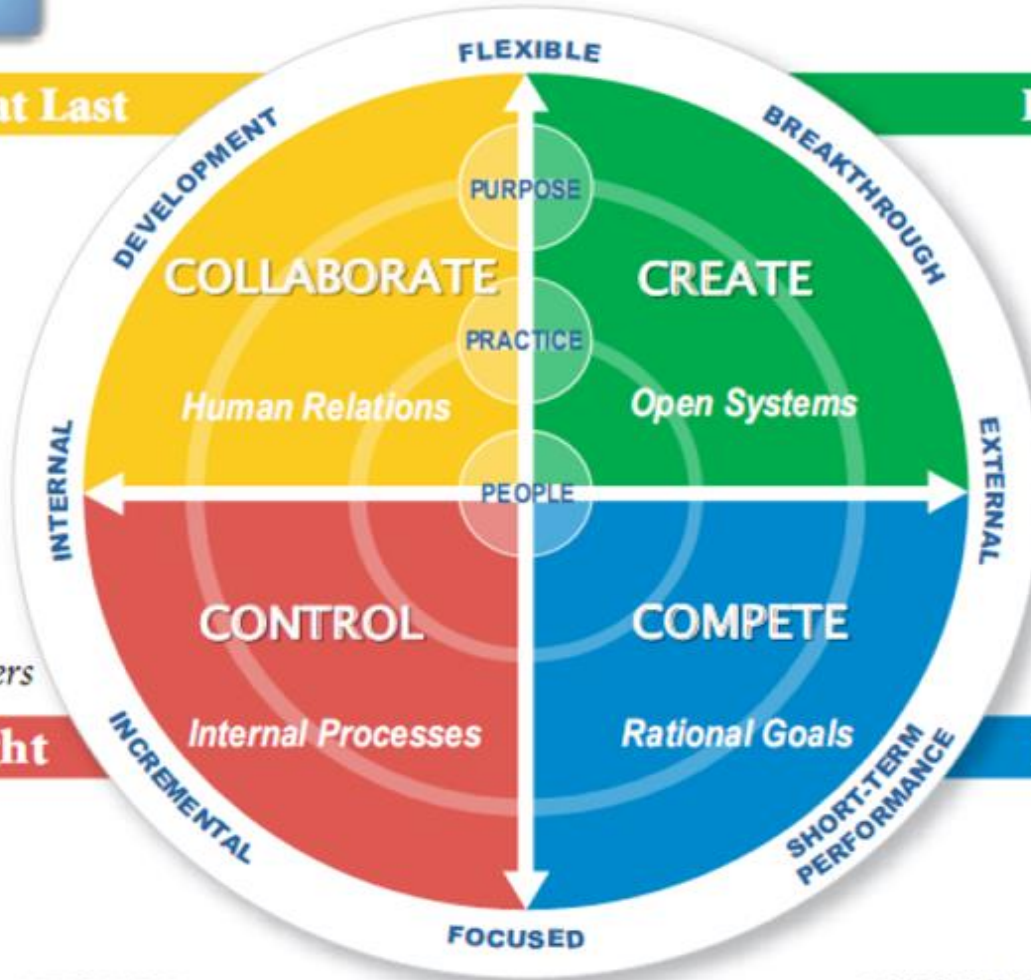 FLEXIBLE
at Last
DEVELOPMENT
BREAKTHROUGH
PURPOSE
COLLABORATE
CREATE
PRACTICE
Human Relations
Open Systems
INTERNAL
EXTERNAL
PEOPLE
CONTROL
COMPETE
ers
Internal Processes
Rational Goals
ht
INCREMENTAL
SHORT-TERM
PERFORMANCE
FOCUSED